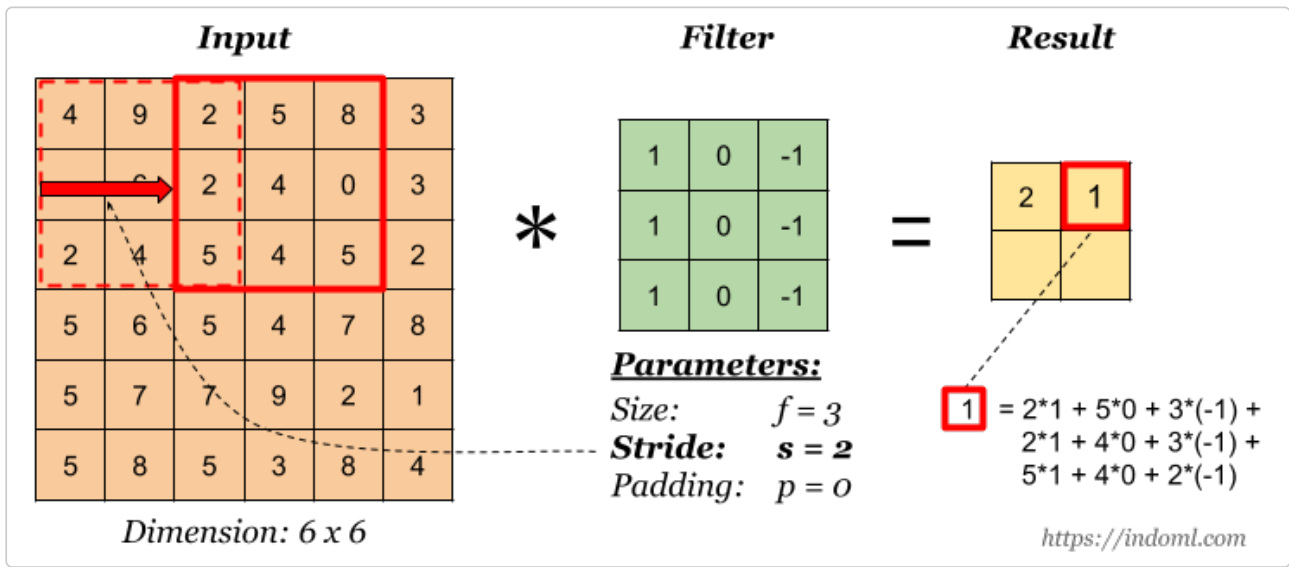 Input Filter Result
4 9 2 5 8 3
2 4 0 3
2 4 5 4 5 2
5 6 5 4 7 8
5 7 7 9 2 1
5 8 5 3 8 4
Dimension: 6 x 6
*
1 0 -1
1 0 -1
1 0 -1
Parameters:
Size: f = 3
Stride: s = 2
Padding: p = 0
=
2 1
1 = 2*1 + 5*0 + 3*(-1) +
2*1 + 4*0 + 3*(-1) +
5*1 + 4*0 + 2*(-1)
https://indoml.com